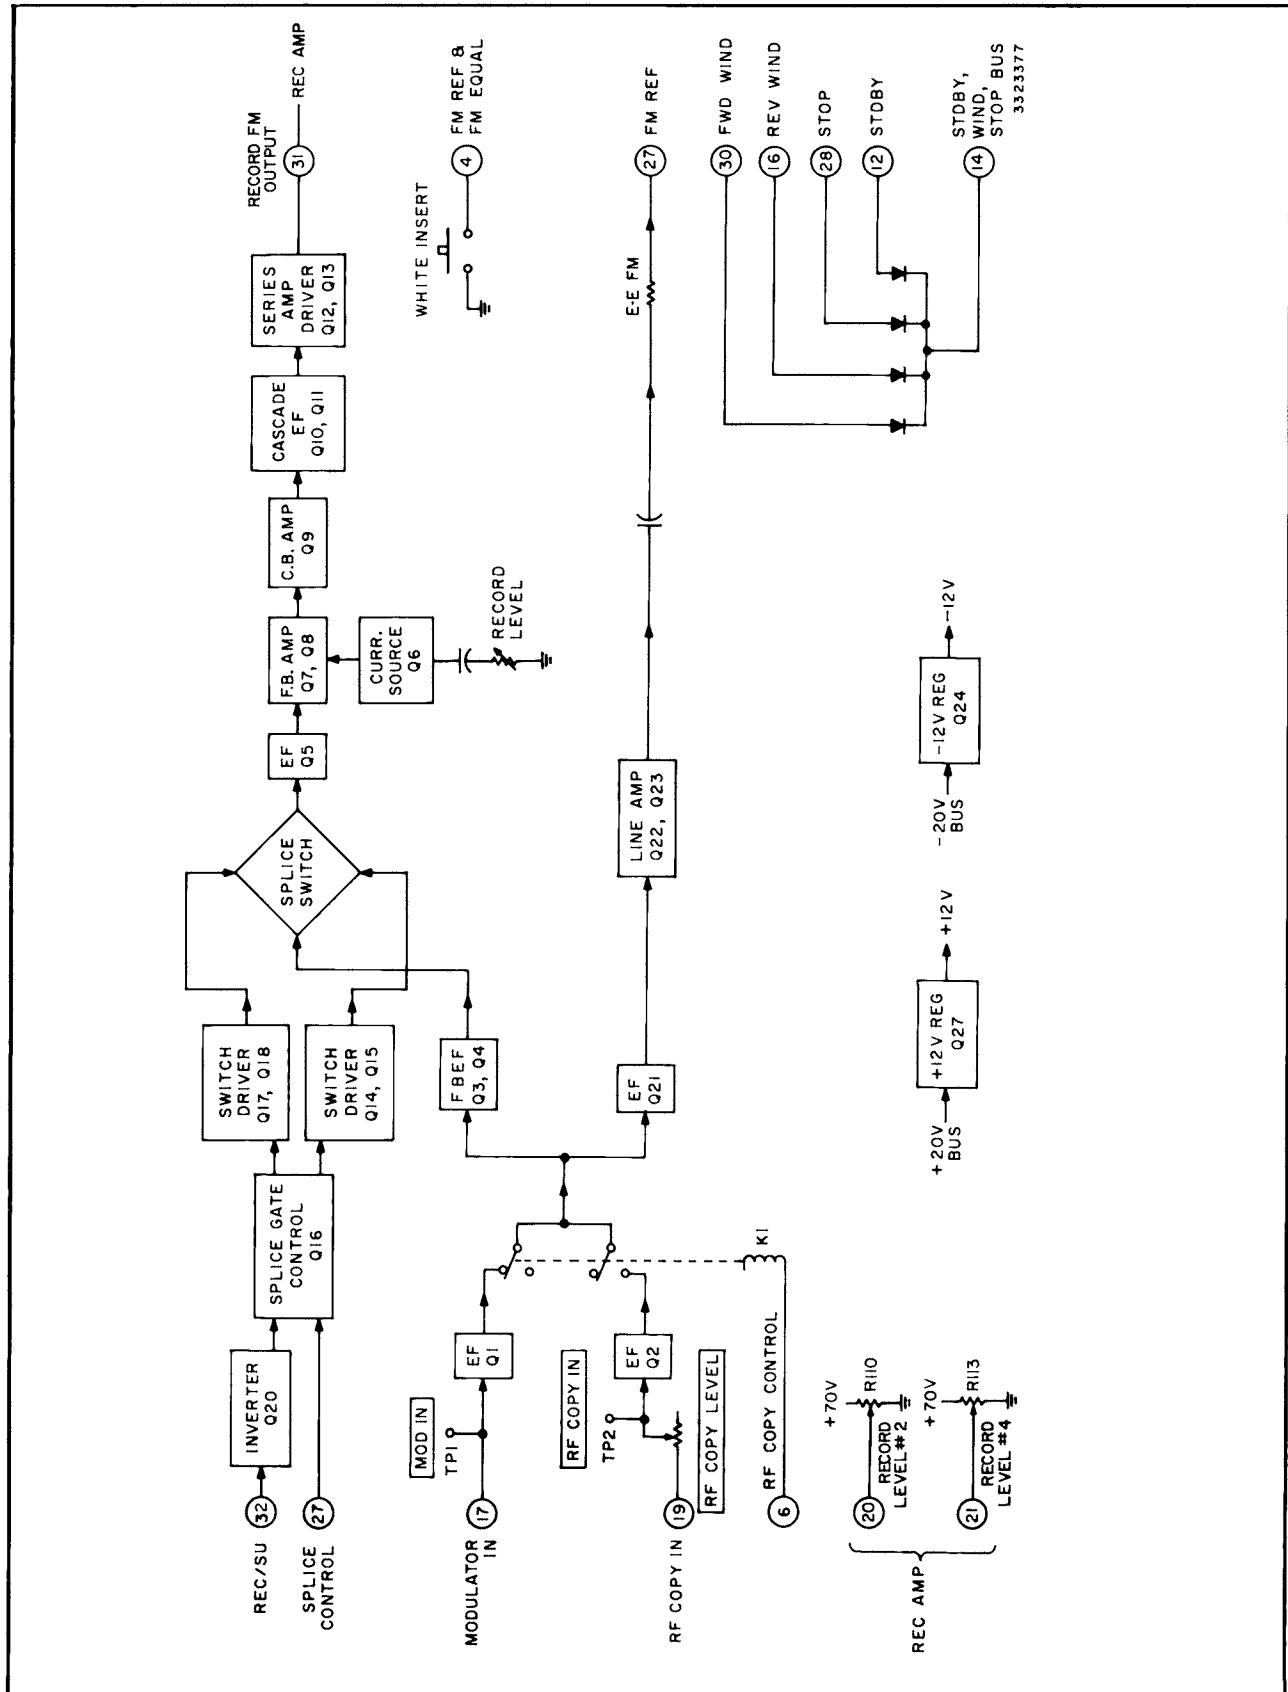 REC/SU
32
INVERTER
Q20
SPLICE
CONTROL
27
SPLICE GATE
CONTROL
Q16
SWITCH
DRIVER
Q17, Q18
SWITCH
DRIVER
Q14, Q15
SPLICE
SWITCH
EF
Q5
F.B. AMP
Q7, Q8
CURR.
SOURCE
Q6
RECORD
LEVEL
C.B. AMP
Q9
CASCADE
EF
Q10, Q11
SERIES
AMP
DRIVER
Q12, Q13
RECORD FM
OUTPUT
31
REC AMP
WHITE INSERT
4
FM REF &
FM EQUAL
MODULATOR
IN
17
MOD IN
TP1
EF
Q1
FBEF
Q3, Q4
RF COPY IN
19
RF COPY IN
TP2
RF COPY LEVEL
EF
Q2
K1
EF
Q21
LINE AMP
Q22, Q23
E-E FM
27
FM REF
6
RF COPY CONTROL
REC AMP
20
+70V
R110
RECORD
LEVEL #2
21
+70V
R113
RECORD
LEVEL #4
+20V
BUS
+12V REG
Q27
+12V
-20V
BUS
-12V REG
Q24
-12V
30
FWD WIND
16
REV WIND
28
STOP
12
STDBY
14
STDBY,
WIND,
STOP BUS
3323377